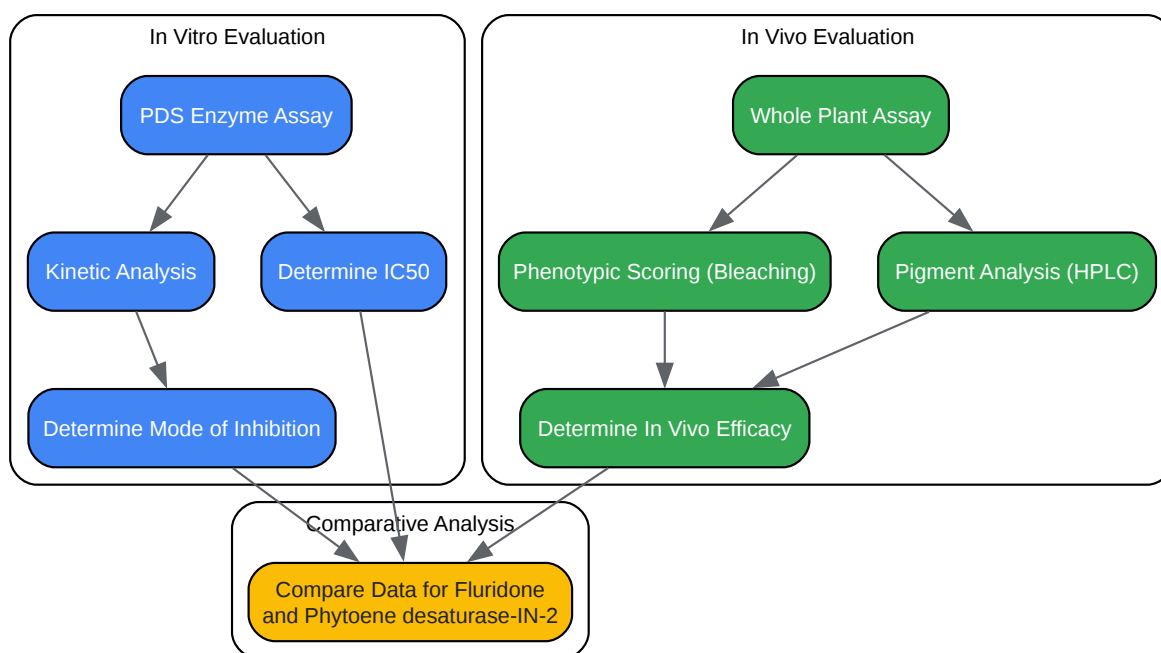 In Vitro Evaluation
PDS Enzyme Assay
Kinetic Analysis
Determine IC50
Determine Mode of Inhibition
In Vivo Evaluation
Whole Plant Assay
Phenotypic Scoring (Bleaching)
Pigment Analysis (HPLC)
Determine In Vivo Efficacy
Comparative Analysis
Compare Data for Fluridone
and Phytoene desaturase-IN-2